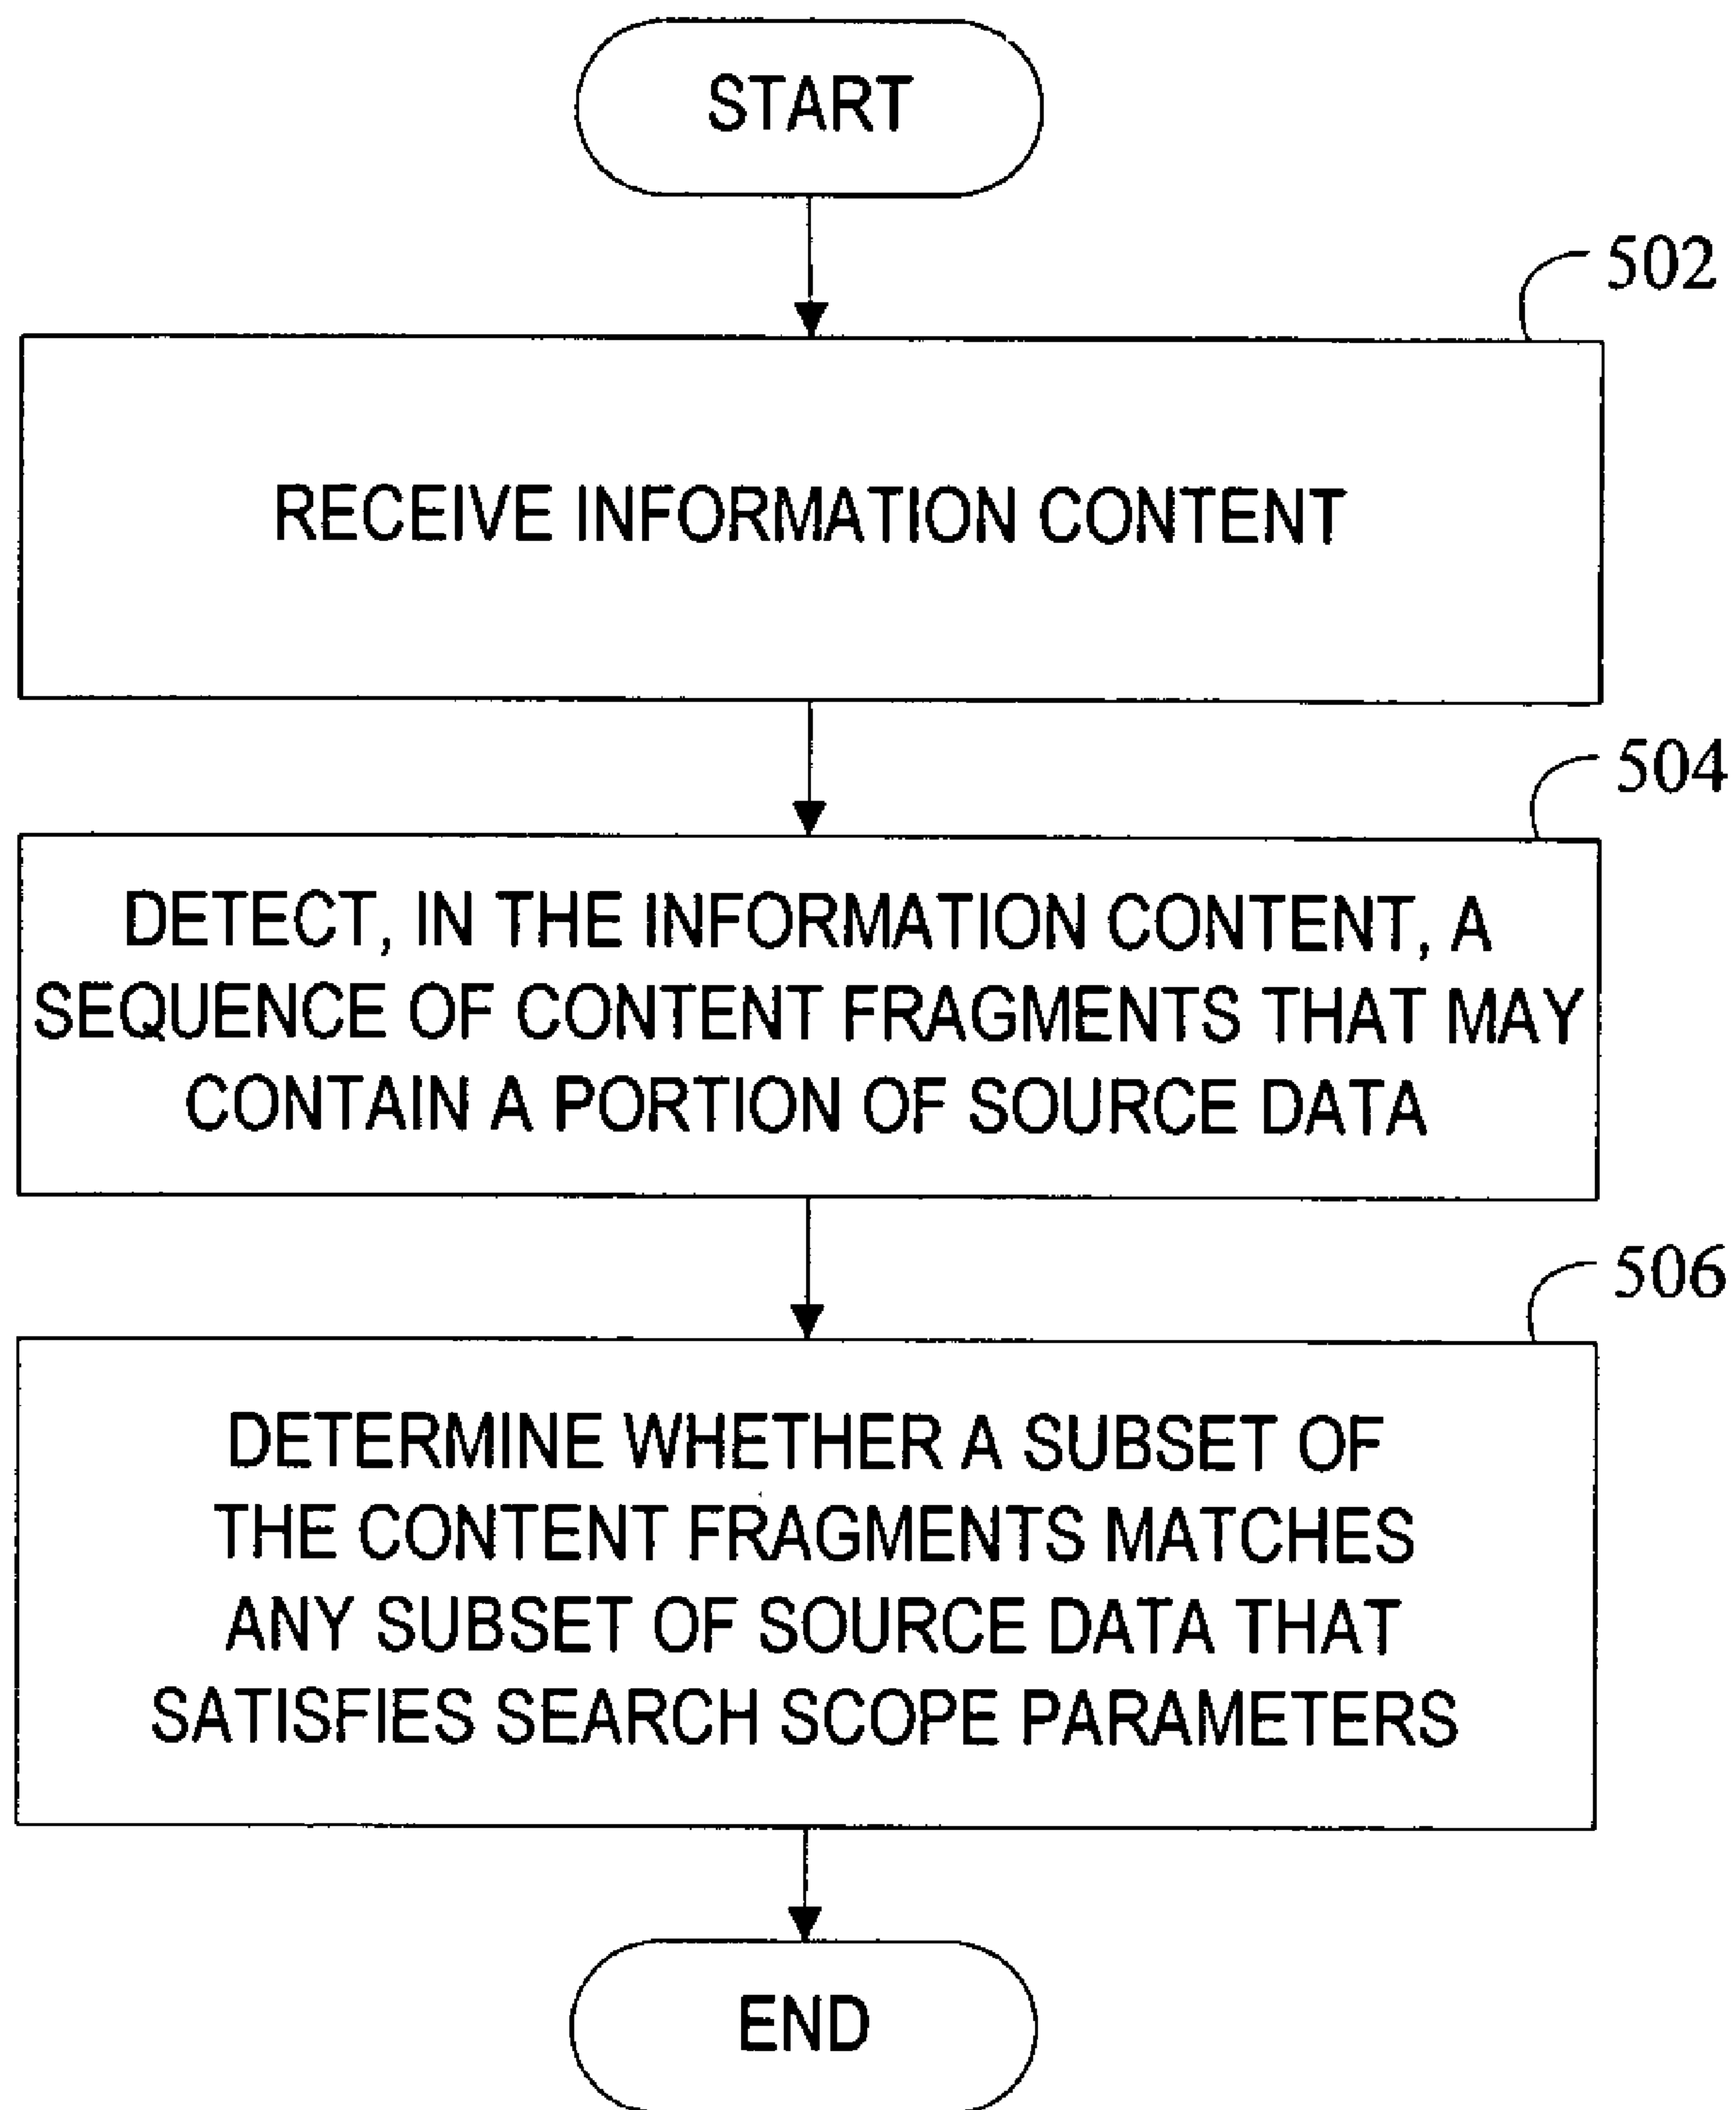 START
502
RECEIVE INFORMATION CONTENT
504
DETECT, IN THE INFORMATION CONTENT, A
SEQUENCE OF CONTENT FRAGMENTS THAT MAY
CONTAIN A PORTION OF SOURCE DATA
506
DETERMINE WHETHER A SUBSET OF
THE CONTENT FRAGMENTS MATCHES
ANY SUBSET OF SOURCE DATA THAT
SATISFIES SEARCH SCOPE PARAMETERS
END